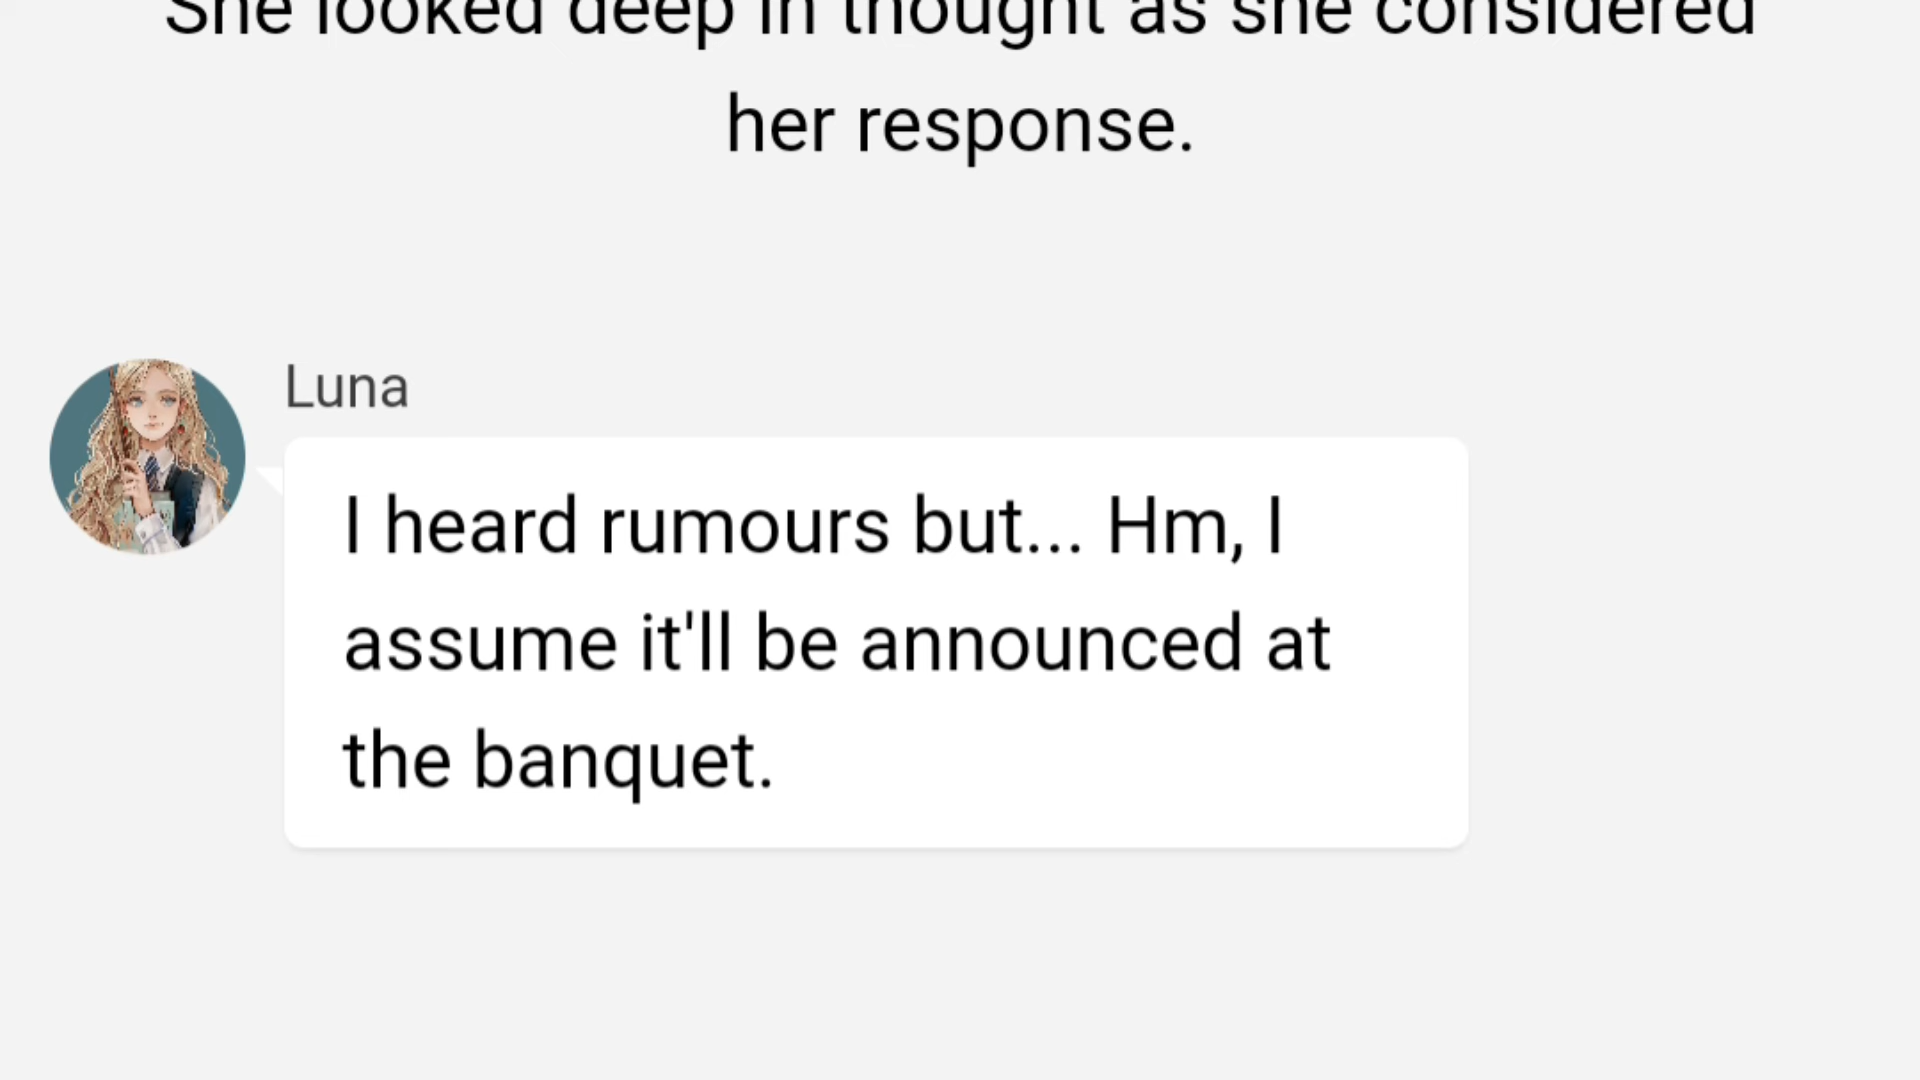 She looked deep in thought as she considered
her response.
Luna
I heard rumours but... Hm, I
assume it'll be announced at
the banquet.